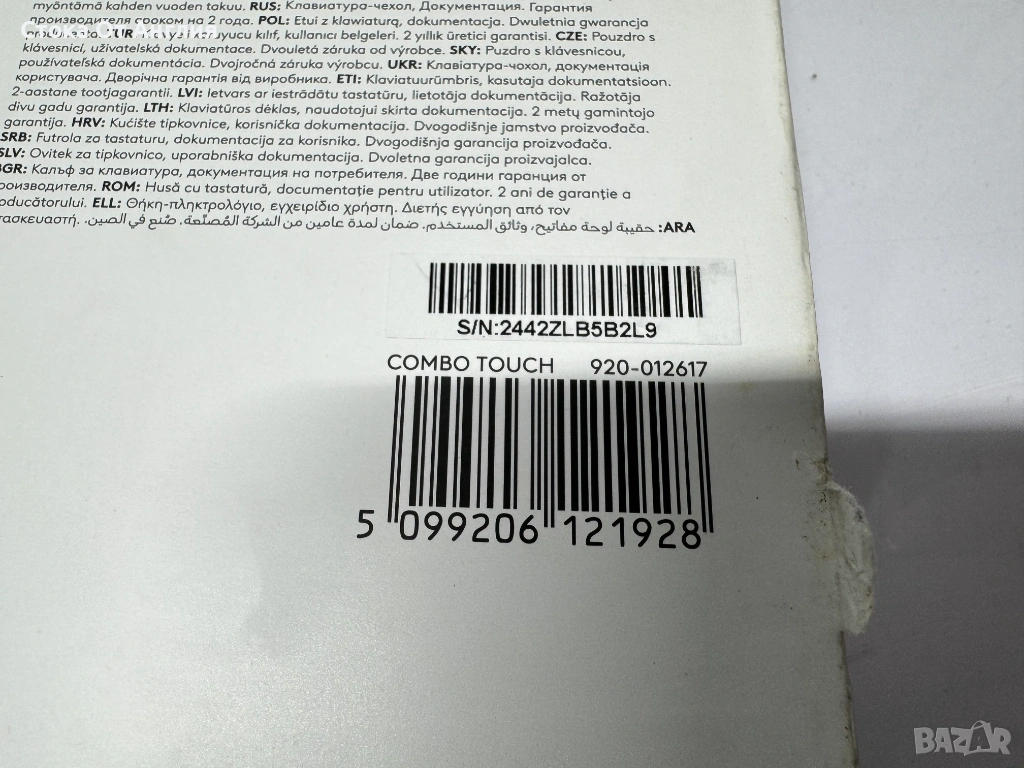 myöntämä kahden vuoden takuu. RUS: Клавиатура-чехол, Документация. Гарантия
производителя сроком на 2 года. POL: Etui z klawiaturą, dokumentacja. Dwuletnia gwarancja
kılıf, kullanıcı belgeleri. 2 yıllık üretici garantisi. CZE: Pouzdro s
klávesnicí, uživatelská dokumentace. Dvouletá záruka od výrobce. SKY: Puzdro s klávesnicou,
používateľská dokumentácia. Dvojročná záruka výrobcu. UKR: Клавіатура-чохол, документація
користувача. Дворічна гарантія від виробника. ETI: Klaviatuurümbris, kasutaja dokumentatsioon.
2-aastane tootjagarantii. LVI: Ietvars ar iestrādātu tastatūru, lietotāja dokumentācija. Ražotāja
divu gadu garantija. LTH: Klaviatūros dėklas, naudotojui skirta dokumentacija. 2 metų gamintojo
garantija. HRV: Kućište tipkovnice, korisnička dokumentacija. Dvogodišnje jamstvo proizvođača.
SRB: Futrola za tastaturu, dokumentacija za korisnika. Dvogodišnja garancija proizvođača.
SLV: Ovitek za tipkovnico, uporabniška dokumentacija. Dvoletna garancija proizvajalca.
BGR: Калъф за клавиатура, документация на потребителя. Две години гаранция от
производителя. ROM: Husă cu tastatură, documentație pentru utilizator. 2 ani de garanție a
producătorului. ELL: Θήκη-πληκτρολόγιο, εγχειρίδιο χρήστη. Διετής εγγύηση από τον
κατασκευαστή. ARA: حقيبة لوحة مفاتيح، وثائق المستخدم. ضمان لمدة عامين من الشركة المُصنّعة. صُنع في الصين.
S/N:2442ZLB5B2L9
COMBO TOUCH 920-012617
5 099206 121928
Стокѝ От Англия
BAZAR